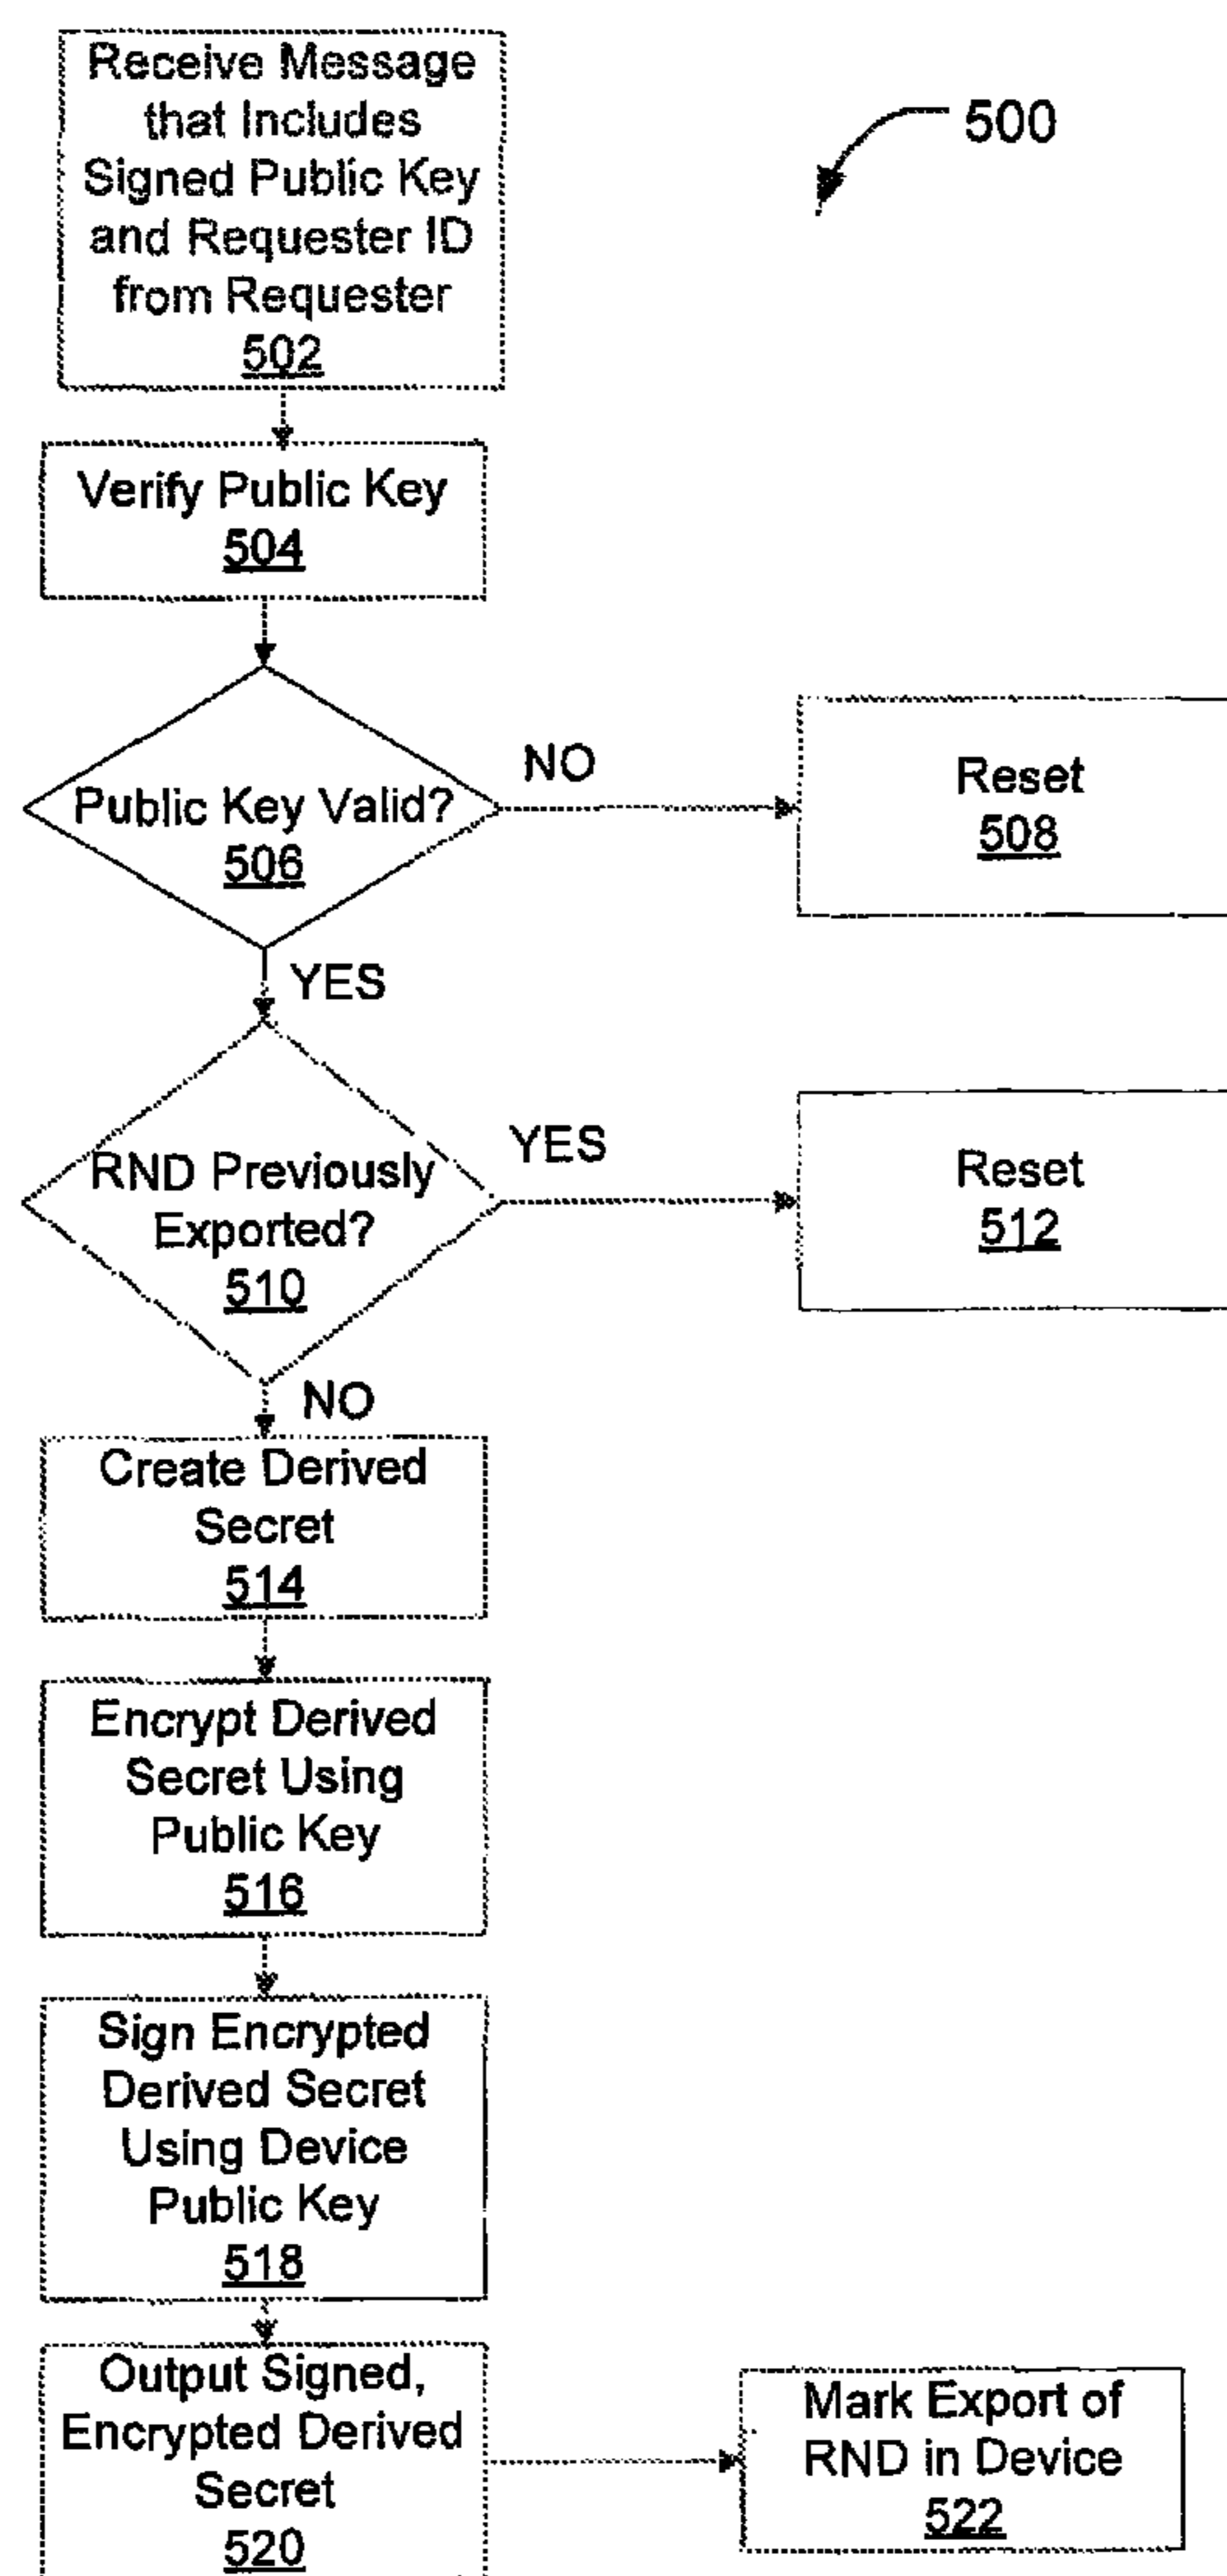 Receive Message
that Includes
Signed Public Key
and Requester ID
from Requester
502
500
Verify Public Key
504
Public Key Valid?
506
NO
Reset
508
YES
RND Previously
Exported?
510
YES
Reset
512
NO
Create Derived
Secret
514
Encrypt Derived
Secret Using
Public Key
516
Sign Encrypted
Derived Secret
Using Device
Public Key
518
Output Signed,
Encrypted Derived
Secret
520
Mark Export of
RND in Device
522